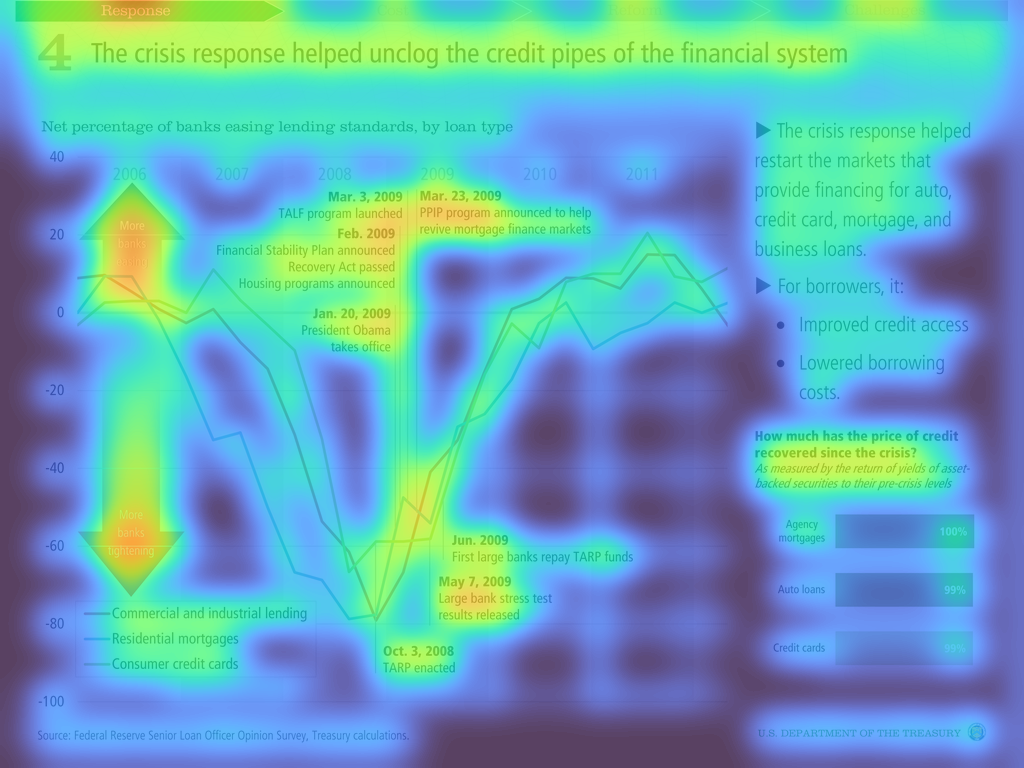 Response
4 The crisis response helped unclog the credit pipes of the financial system
Net percentage of banks easing lending standards, by loan type
40
2006 2007 2008 2009 2010 2011
20
0
-20
-40
-60
-80
-100
More
banks
Mar. 3, 2009
TALF program launched
Feb. 2009
Financial Stability Plan announced
Recovery Act passed
Housing programs announced
Jan. 20, 2009
President Obama
takes office
Mar. 23, 2009
PPIP program announced to help
revive mortgage finance markets
More
banks
tightening
Jun. 2009
First large banks repay TARP funds
May 7, 2009
Large bank stress test
results released
Oct. 3, 2008
TARP enacted
Commercial and industrial lending
Residential mortgages
Consumer credit cards
Source: Federal Reserve Senior Loan Officer Opinion Survey, Treasury calculations.
▶ The crisis response helped
restart the markets that
provide financing for auto,
credit card, mortgage, and
business loans.
▶ For borrowers, it:
• Improved credit access
• Lowered borrowing
costs.
How much has the price of credit
recovered since the crisis?
As measured by the return of yields of asset-
backed securities to their pre-crisis levels
Agency
mortgages
100%
Auto loans
99%
Credit cards
99%
U.S. DEPARTMENT OF THE TREASURY